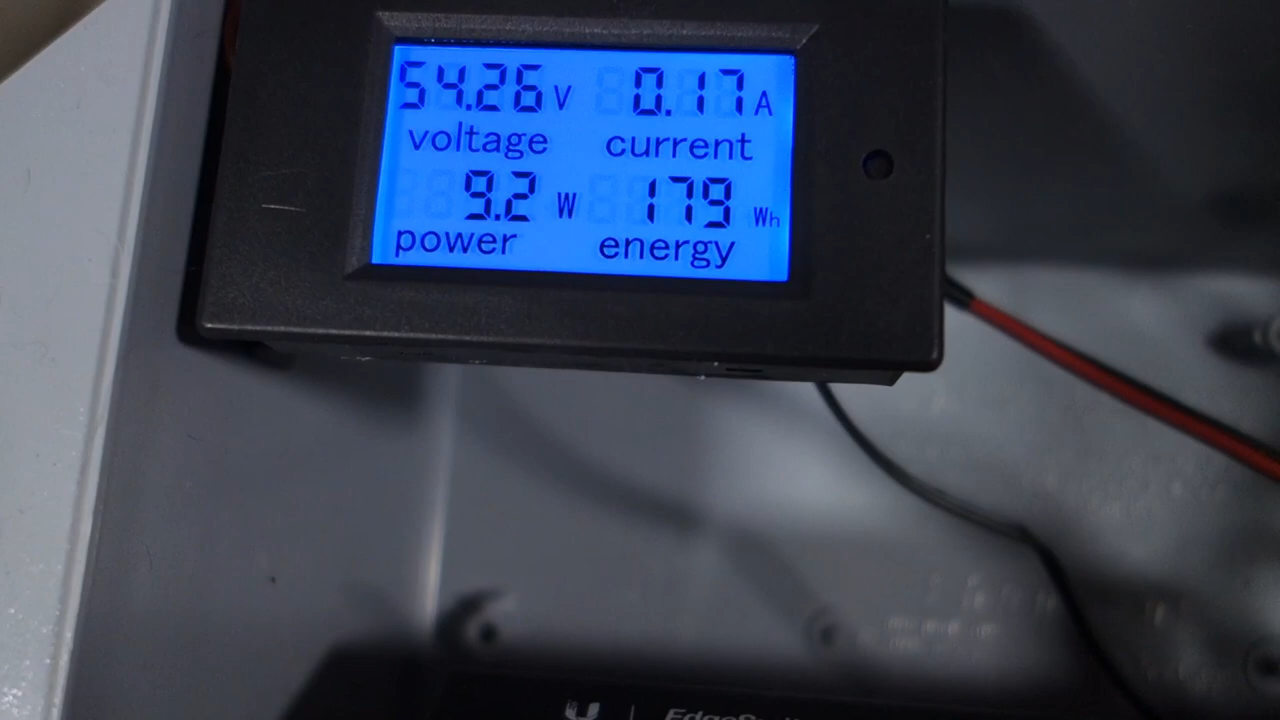 54.26 V 0.17 A
voltage current
9.2 W 179 Wh
power energy
U